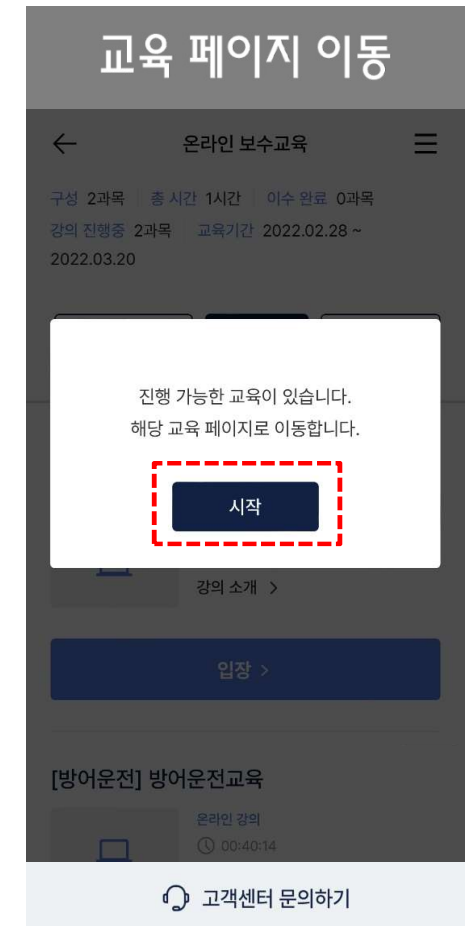 교육 페이지 이동
온라인 보수교육
구성 2과목 총 시간 1시간 이수 완료 0과목
강의 진행중 2과목 교육기간 2022.02.28 ~
2022.03.20
진행 가능한 교육이 있습니다.
해당 교육 페이지로 이동합니다.
시작
강의 소개 >
입장 >
[방어운전] 방어운전교육
온라인 강의
00:40:14
고객센터 문의하기